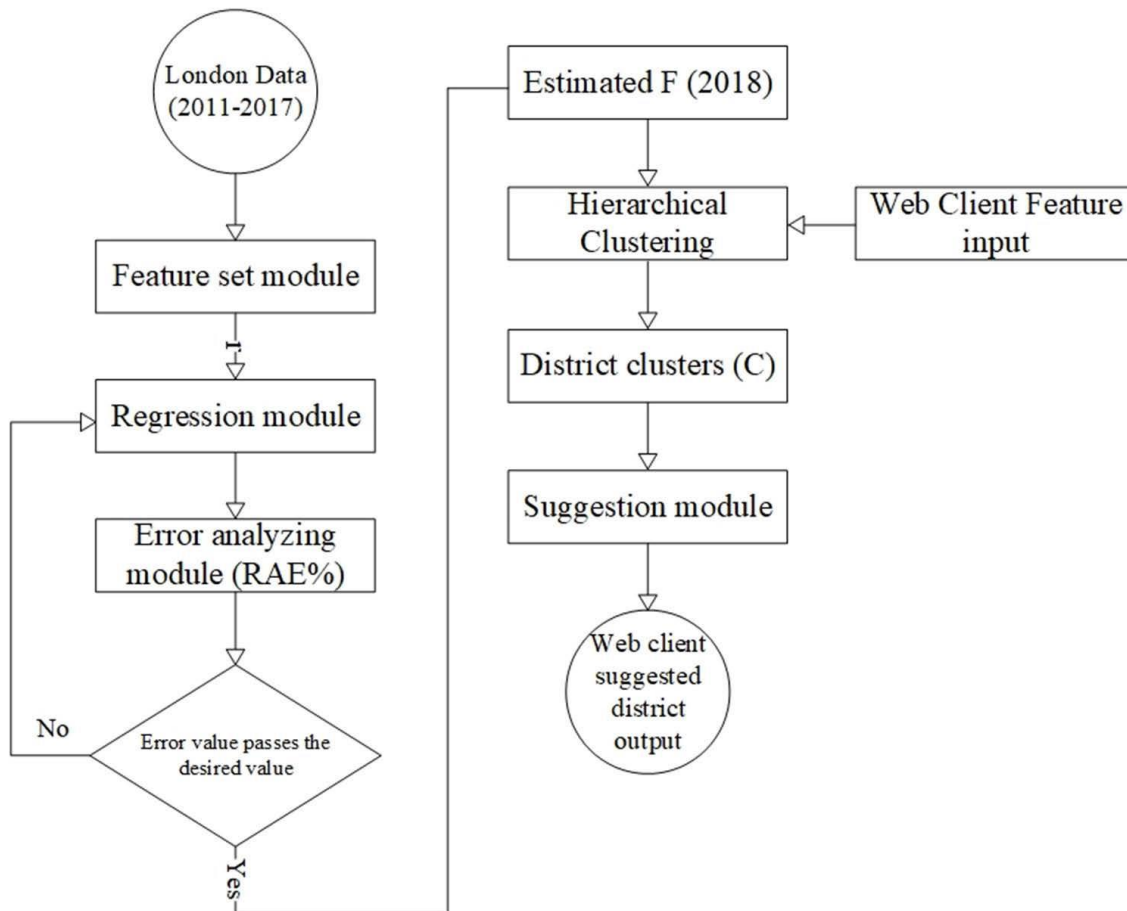 London Data
(2011-2017)
Feature set module
r
Regression module
Error analyzing
module (RAE%)
No
Error value passes the
desired value
Yes
Estimated F (2018)
Hierarchical
Clustering
Web Client Feature
input
District clusters (C)
Suggestion module
Web client
suggested
district
output